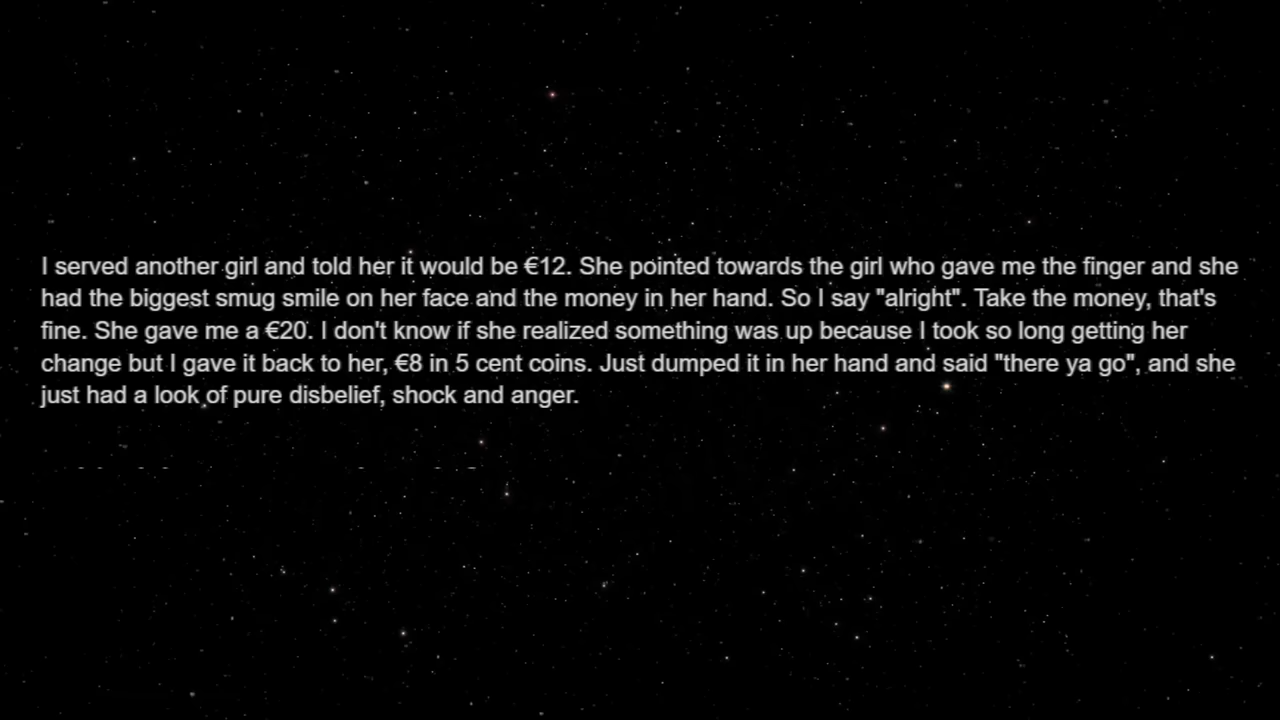 I served another girl and told her it would be €12. She pointed towards the girl who gave me the finger and she
had the biggest smug smile on her face and the money in her hand. So I say "alright". Take the money, that's
fine. She gave me a €20. I don't know if she realized something was up because I took so long getting her
change but I gave it back to her, €8 in 5 cent coins. Just dumped it in her hand and said "there ya go", and she
just had a look of pure disbelief, shock and anger.